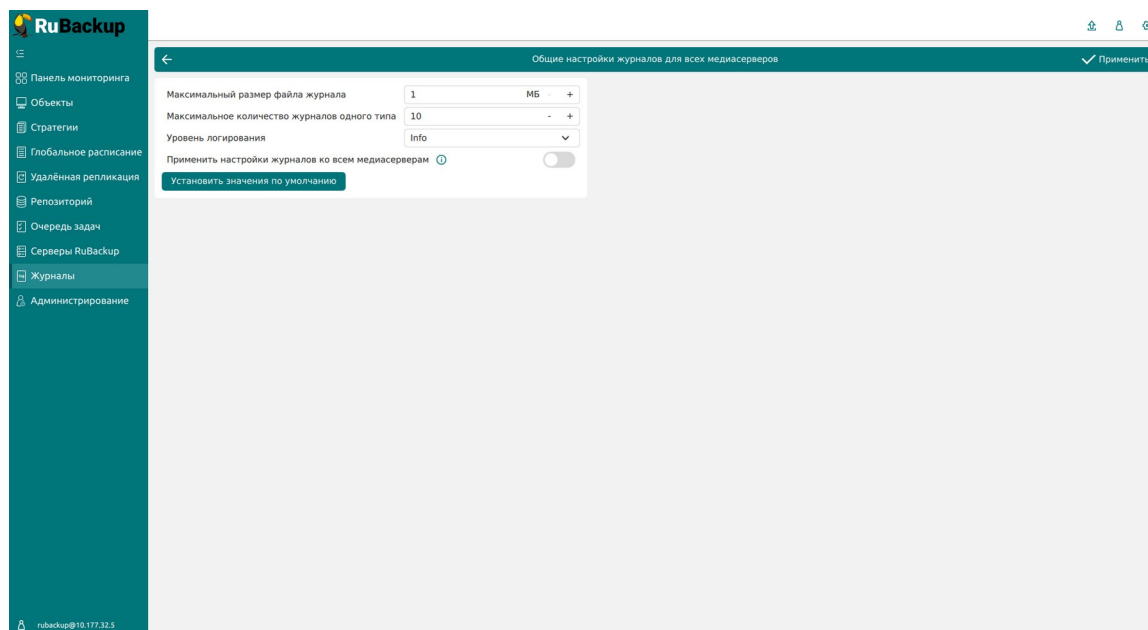 RuBackup
Общие настройки журналов для всех медиасерверов
Применить
Панель мониторинга
Объекты
Стратегии
Глобальное расписание
Удалённая репликация
Репозиторий
Очередь задач
Серверы RuBackup
Журналы
Администрирование
Максимальный размер файла журнала 1 МБ - +
Максимальное количество журналов одного типа 10 - +
Уровень логирования Info
Применить настройки журналов ко всем медиасерверам
Установить значения по умолчанию
rubackup@10.177.32.5